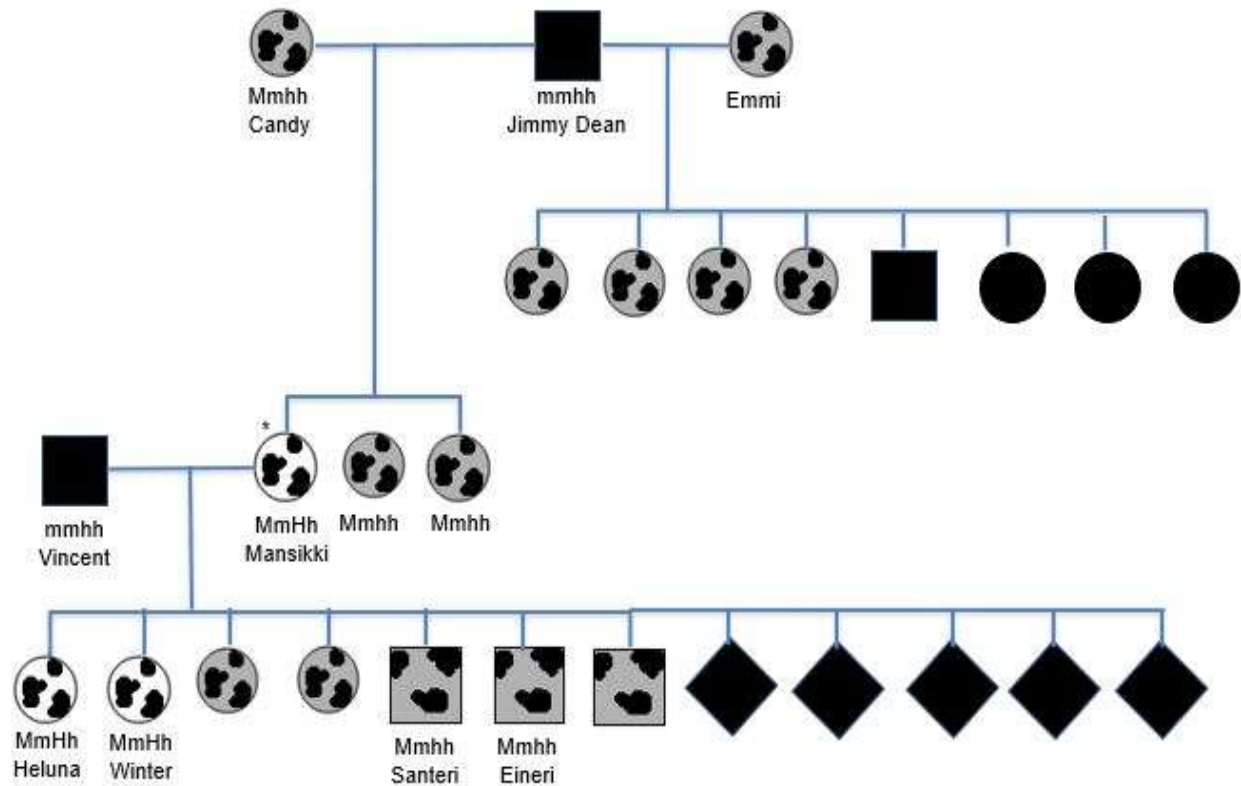 Mmhh
Candy
mmhh
Jimmy Dean
Emmi
*
mmhh
Vincent
MmHh
Mansikki
Mmhh
Mmhh
MmHh
Heluna
MmHh
Winter
Mmhh
Santeri
Mmhh
Eineri